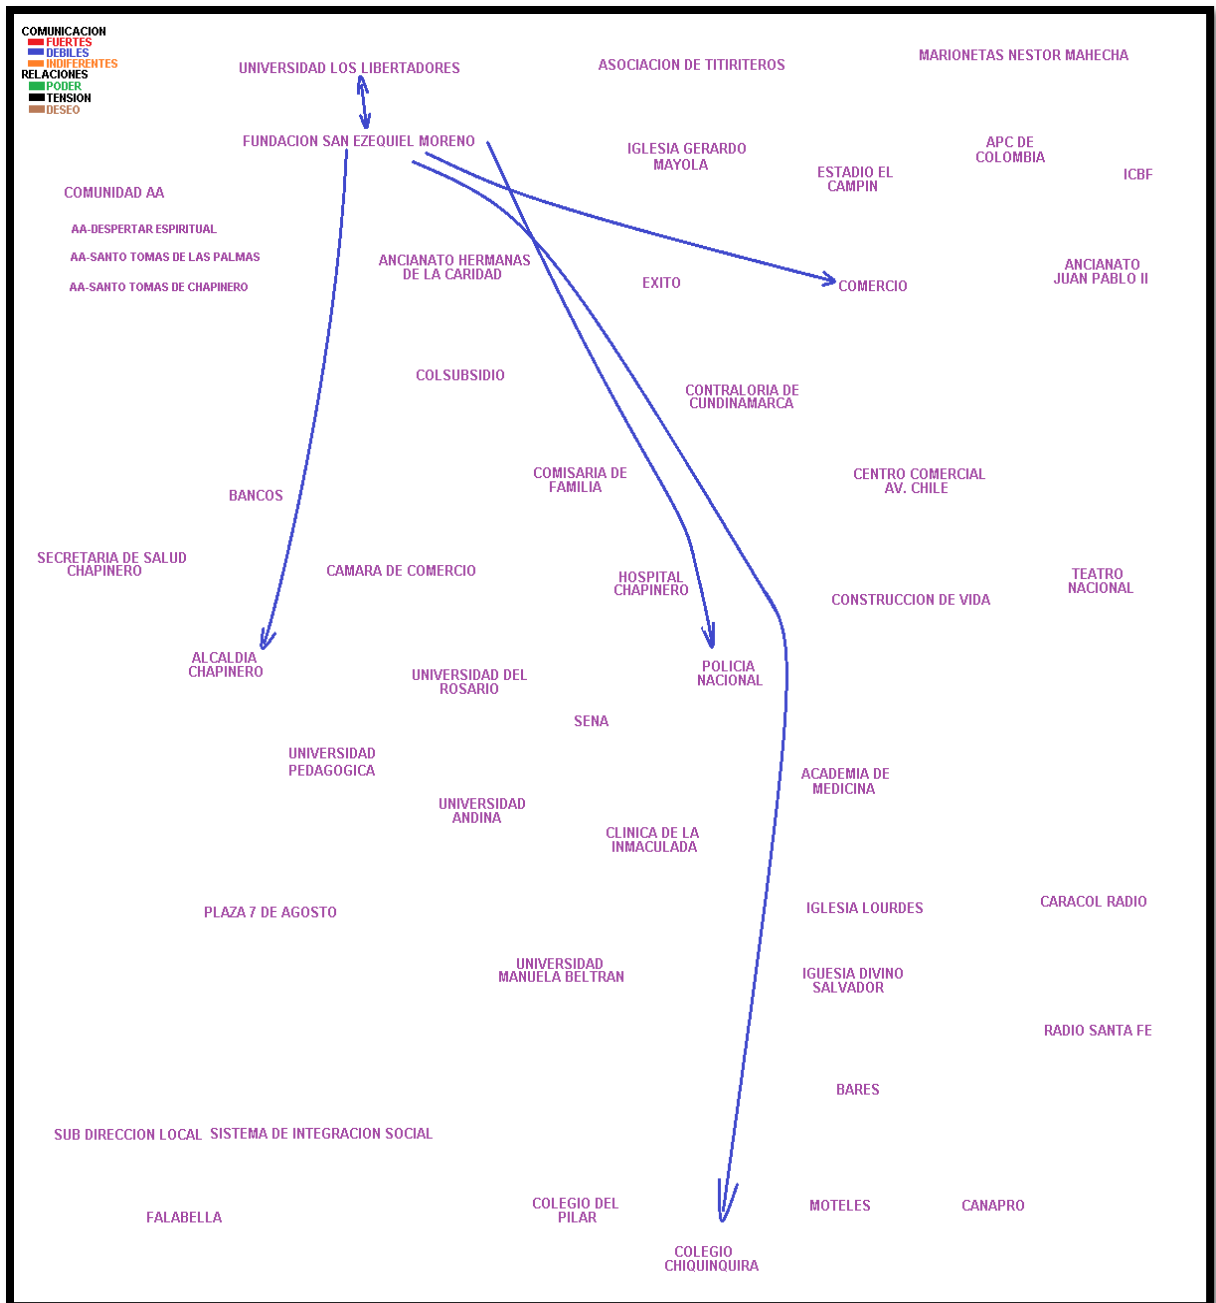 COMUNICACION
FUERTES
DEBILES
INDIFERENTES
RELACIONES
PODER
TENSION
DESEO
UNIVERSIDAD LOS LIBERTADORES
ASOCIACION DE TITIRITEROS
MARIONETAS NESTOR MAHECHA
FUNDACION SAN EZEQUIEL MORENO
IGLESIA GERARDO
MAYOLA
ESTADIO EL
CAMPIN
APC DE
COLOMBIA
ICBF
COMUNIDAD AA
AA-DESPERTAR ESPIRITUAL
AA-SANTO TOMAS DE LAS PALMAS
AA-SANTO TOMAS DE CHAPINERO
ANCIANATO HERMANAS
DE LA CARIDAD
EXITO
COMERCIO
ANCIANATO
JUAN PABLO II
COLSUBSIDIO
CONTRALORIA DE
CUNDINAMARCA
BANCOS
COMISARIA DE
FAMILIA
CENTRO COMERCIAL
AV. CHILE
SECRETARIA DE SALUD
CHAPINERO
CAMARA DE COMERCIO
HOSPITAL
CHAPINERO
CONSTRUCCION DE VIDA
TEATRO
NACIONAL
ALCALDIA
CHAPINERO
UNIVERSIDAD DEL
ROSARIO
POLICIA
NACIONAL
SENA
UNIVERSIDAD
PEDAGOGICA
ACADEMIA DE
MEDICINA
UNIVERSIDAD
ANDINA
CLINICA DE LA
INMACULADA
PLAZA 7 DE AGOSTO
IGLESIA LOURDES
CARACOL RADIO
UNIVERSIDAD
MANUELA BELTRAN
IGUESIA DIVINO
SALVADOR
RADIO SANTA FE
BARES
SUB DIRECCION LOCAL
SISTEMA DE INTEGRACION SOCIAL
FALABELLA
COLEGIO DEL
PILAR
MOTELES
CANAPRO
COLEGIO
CHIQUINQUIRA